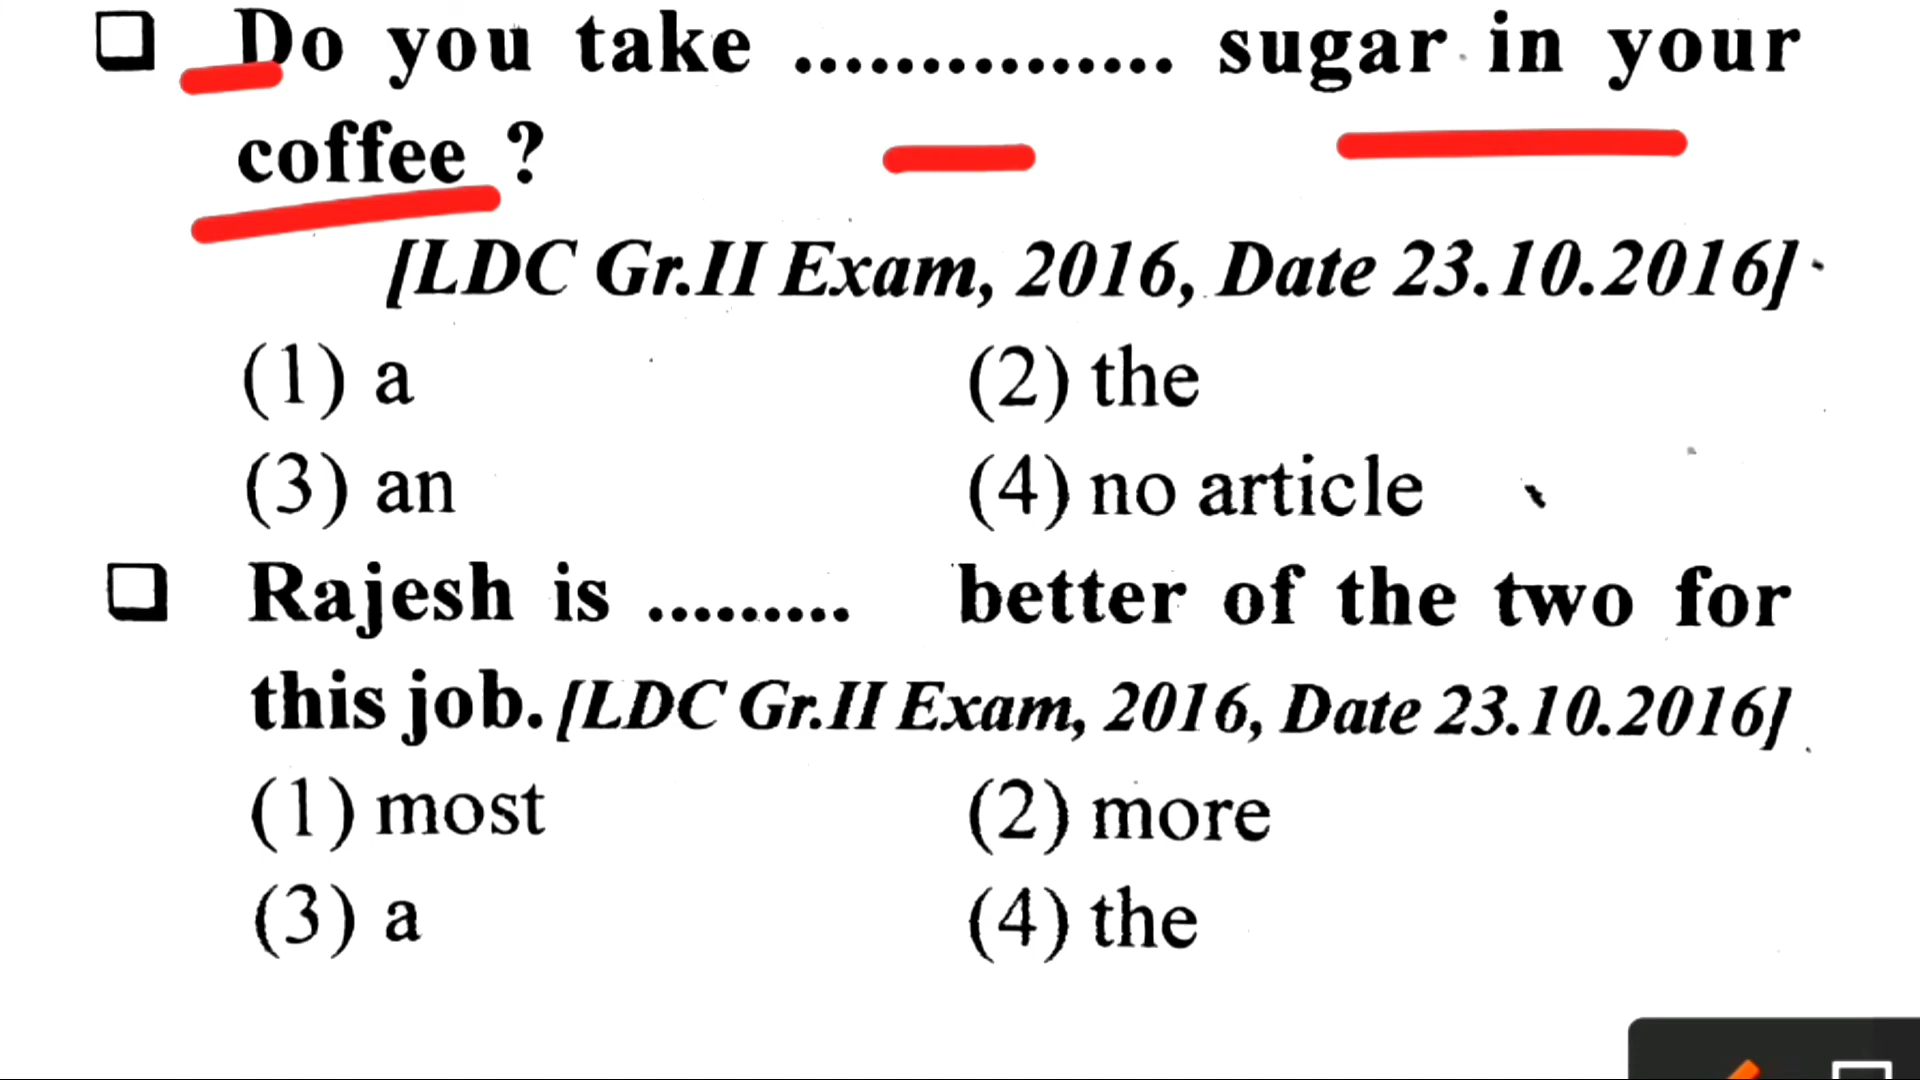 ❑ Do you take ............... sugar in your
coffee ?
[LDC Gr.II Exam, 2016, Date 23.10.2016]
(1) a (2) the
(3) an (4) no article
❑ Rajesh is ......... better of the two for
this job. [LDC Gr.II Exam, 2016, Date 23.10.2016]
(1) most (2) more
(3) a (4) the